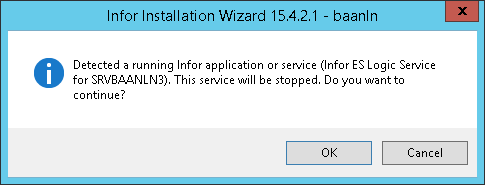 Infor Installation Wizard 15.4.2.1 - baanln
x
Detected a running Infor application or service (Infor ES Logic Service
for SRVBAANLN3). This service will be stopped. Do you want to
continue?
OK
Cancel